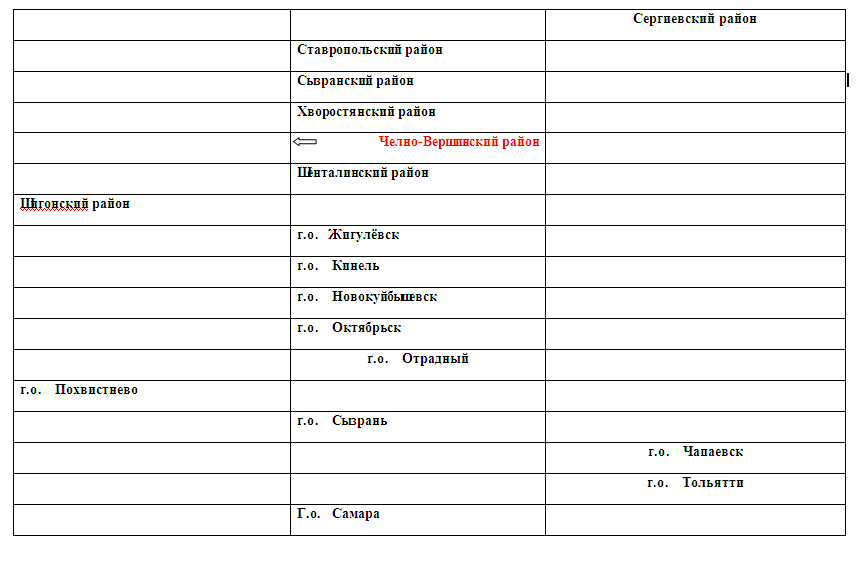 Сергиевский район
Ставропольский район
Сызранский район
Хворостянский район
Челно-Вершинский район
Шенталинский район
Шигонский район
г.о. Жигулёвск
г.о. Кинель
г.о. Новокуйбышевск
г.о. Октябрьск
г.о. Отрадный
г.о. Похвистнево
г.о. Сызрань
г.о. Чапаевск
г.о. Тольятти
Г.о. Самара